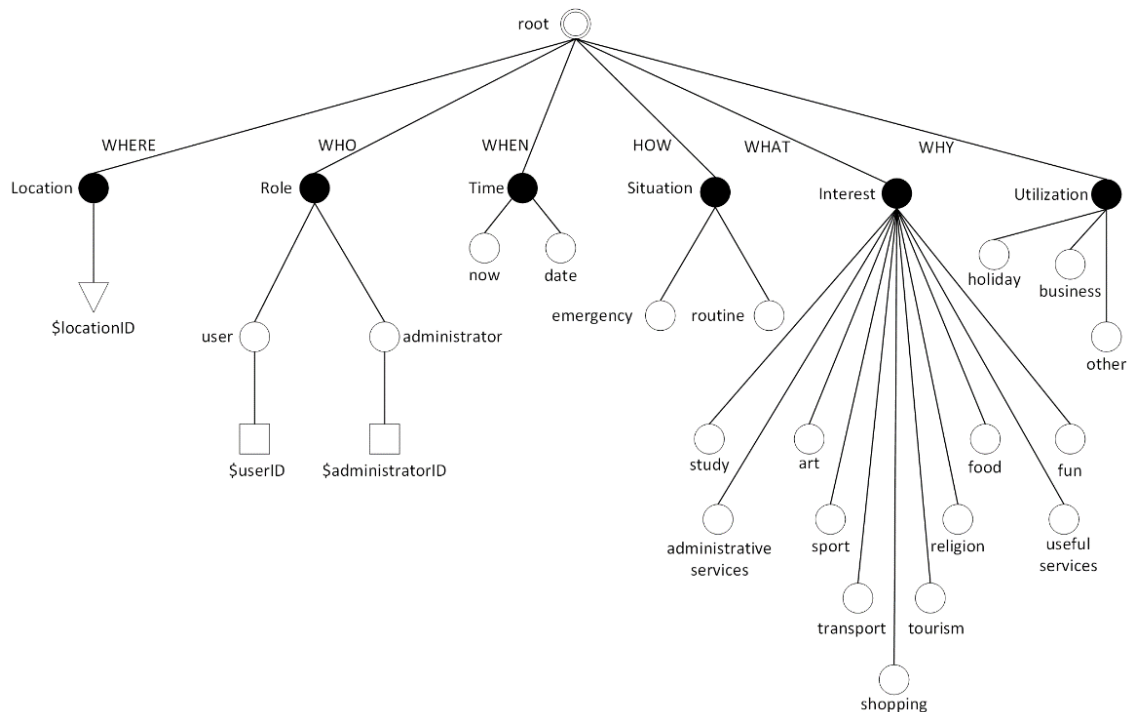 root
WHERE
WHO
WHEN
HOW
WHAT
WHY
Location
Role
Time
Situation
Interest
Utilization
now
date
holiday
business
$locationID
emergency
routine
user
administrator
other
$userID
$administratorID
study
art
food
fun
administrative
services
sport
religion
useful
services
transport
tourism
shopping